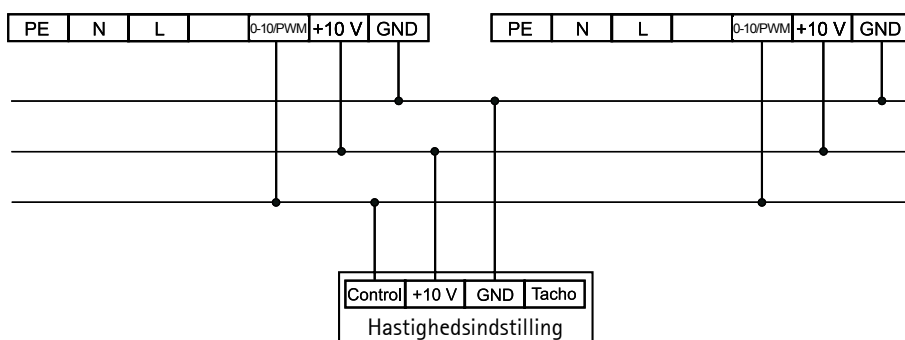 PE N L 0-10/PWM +10 V GND
PE N L 0-10/PWM +10 V GND
Control +10 V GND Tacho
Hastighedsindstilling